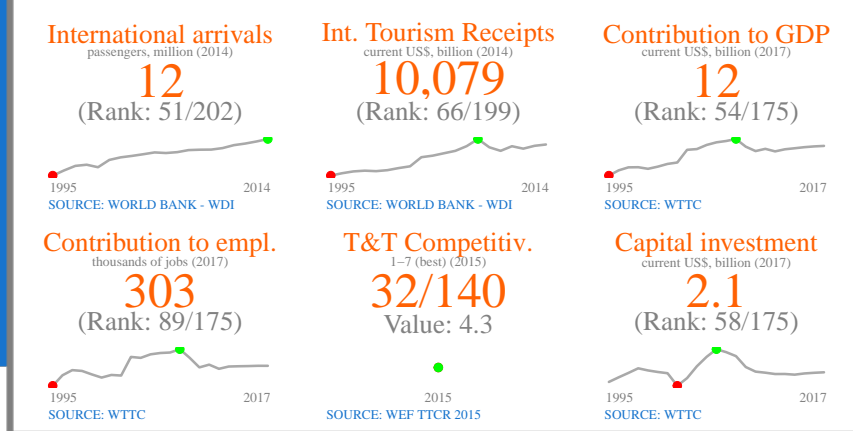 International arrivals
passengers, million (2014)
12
(Rank: 51/202)
1995 2014
SOURCE: WORLD BANK - WDI
Int. Tourism Receipts
current US$, billion (2014)
10,079
(Rank: 66/199)
1995 2014
SOURCE: WORLD BANK - WDI
Contribution to GDP
current US$, billion (2017)
12
(Rank: 54/175)
1995 2017
SOURCE: WTTC
Contribution to empl.
thousands of jobs (2017)
303
(Rank: 89/175)
1995 2017
SOURCE: WTTC
T&T Competitiv.
1–7 (best) (2015)
32/140
Value: 4.3
2015
SOURCE: WEF TTCR 2015
Capital investment
current US$, billion (2017)
2.1
(Rank: 58/175)
1995 2017
SOURCE: WTTC